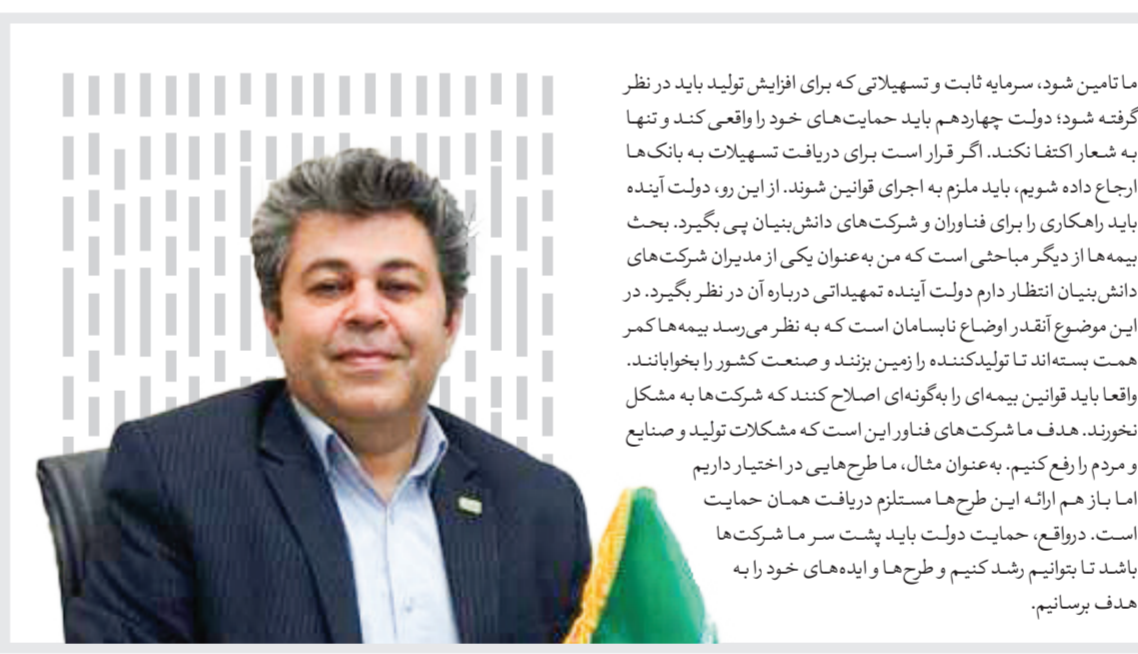 ما تامین شود، سرمایه ثابت و تسهیلاتی که برای افزایش تولید باید در نظر
گرفته شود؛ دولت چهاردهم باید حمایت‌های خود را واقعی کند و تنها
به شعار اکتفا نکند. اگر قرار است برای دریافت تسهیلات به بانک‌ها
ارجاع داده شویم، باید ملزم به اجرای قوانین شوند. از این رو، دولت آینده
باید راهکاری را برای فناوران و شرکت‌های دانش‌بنیان پی بگیرد. بحث
بیمه‌ها از دیگر مباحثی است که من به‌عنوان یکی از مدیران شرکت‌های
دانش‌بنیان انتظار دارم دولت آینده تمهیداتی درباره آن در نظر بگیرد. در
این موضوع آنقدر اوضاع نابسامان است که به نظر می‌رسد بیمه‌ها کمر
همت بسته‌اند تا تولیدکننده را زمین بزنند و صنعت کشور را بخوابانند.
واقعا باید قوانین بیمه‌ای را به‌گونه‌ای اصلاح کنند که شرکت‌ها به مشکل
نخورند. هدف ما شرکت‌های فناور این است که مشکلات تولید و صنایع
و مردم را رفع کنیم. به‌عنوان مثال، ما طرح‌هایی در اختیار داریم
اما باز هم ارائه این طرح‌ها مستلزم دریافت همان حمایت
است. درواقع، حمایت دولت باید پشت سر ما شرکت‌ها
باشد تا بتوانیم رشد کنیم و طرح‌ها و ایده‌های خود را به
هدف برسانیم.